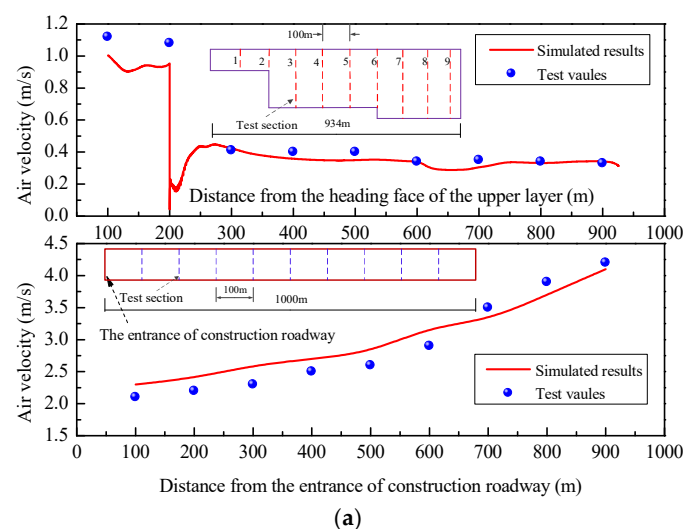 1.2
1.0
0.8
0.6
0.4
0.2
0.0
Air velocity (m/s)
100m
1 2 3 4 5 6 7 8 9
Test section
934m
Simulated results
Test vaules
Distance from the heading face of the upper layer (m)
100 200 300 400 500 600 700 800 900 1000
4.5
4.0
3.5
3.0
2.5
2.0
1.5
Air velocity (m/s)
Test section
100m
1000m
The entrance of construction roadway
Simulated results
Test vaules
0 100 200 300 400 500 600 700 800 900 1000
Distance from the entrance of construction roadway (m)
(a)